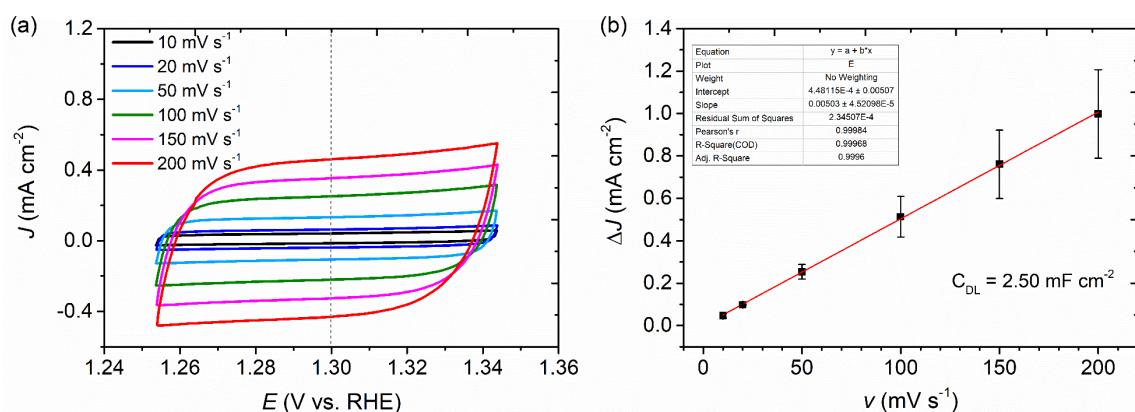 (a)
1.2
0.8
0.4
0.0
-0.4
J (mA cm⁻²)
10 mV s⁻¹
20 mV s⁻¹
50 mV s⁻¹
100 mV s⁻¹
150 mV s⁻¹
200 mV s⁻¹
1.24 1.26 1.28 1.30 1.32 1.34 1.36
E (V vs. RHE)
(b)
1.4
1.2
1.0
0.8
0.6
0.4
0.2
0.0
ΔJ (mA cm⁻²)
Equation y = a + b*x
Plot E
Weight No Weighting
Intercept 4.48115E-4 ± 0.00507
Slope 0.00503 ± 4.52098E-5
Residual Sum of Squares 2.34507E-4
Pearson's r 0.99984
R-Square(COD) 0.99968
Adj. R-Square 0.9996
C_DL = 2.50 mF cm⁻²
0 50 100 150 200
v (mV s⁻¹)